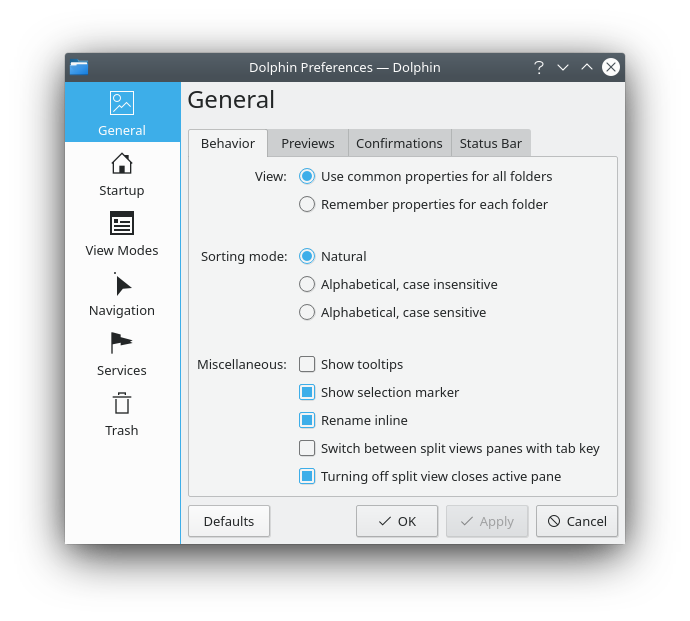 Dolphin Preferences — Dolphin
General
General
Startup
View Modes
Navigation
Services
Trash
Behavior
Previews
Confirmations
Status Bar
View:
Use common properties for all folders
Remember properties for each folder
Sorting mode:
Natural
Alphabetical, case insensitive
Alphabetical, case sensitive
Miscellaneous:
Show tooltips
Show selection marker
Rename inline
Switch between split views panes with tab key
Turning off split view closes active pane
Defaults
OK
Apply
Cancel